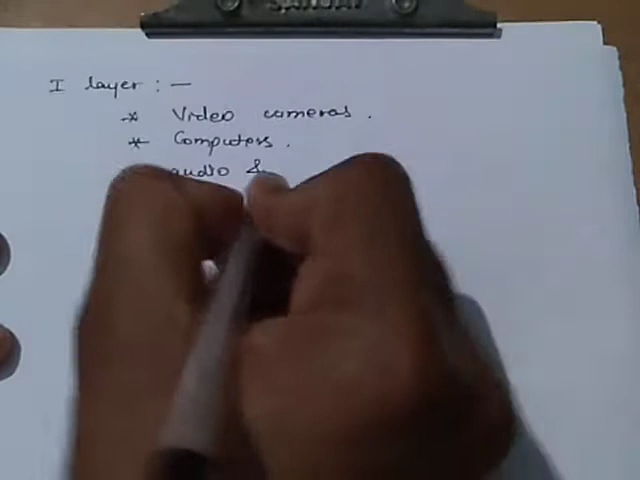 I layer : —
* Video cameras .
* Computers .
audio &